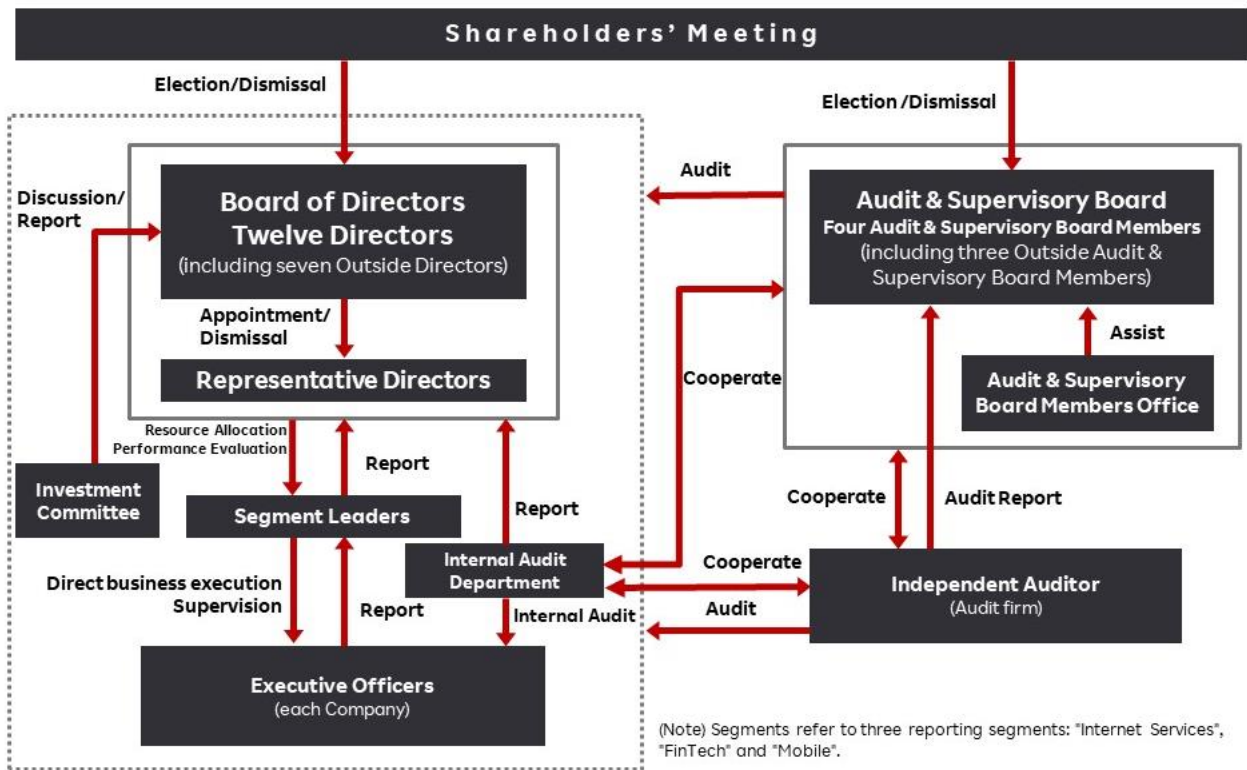 Shareholders' Meeting
Election/Dismissal
Election /Dismissal
Discussion/
Report
Board of Directors
Twelve Directors
(including seven Outside Directors)
Audit
Audit & Supervisory Board
Four Audit & Supervisory Board Members
(including three Outside Audit &
Supervisory Board Members)
Appointment/
Dismissal
Representative Directors
Cooperate
Assist
Audit & Supervisory
Board Members Office
Resource Allocation
Performance Evaluation
Report
Investment
Committee
Segment Leaders
Report
Cooperate
Audit Report
Internal Audit
Department
Cooperate
Independent Auditor
(Audit firm)
Direct business execution
Supervision
Report
Internal Audit
Audit
Executive Officers
(each Company)
(Note) Segments refer to three reporting segments: "Internet Services",
"FinTech" and "Mobile".